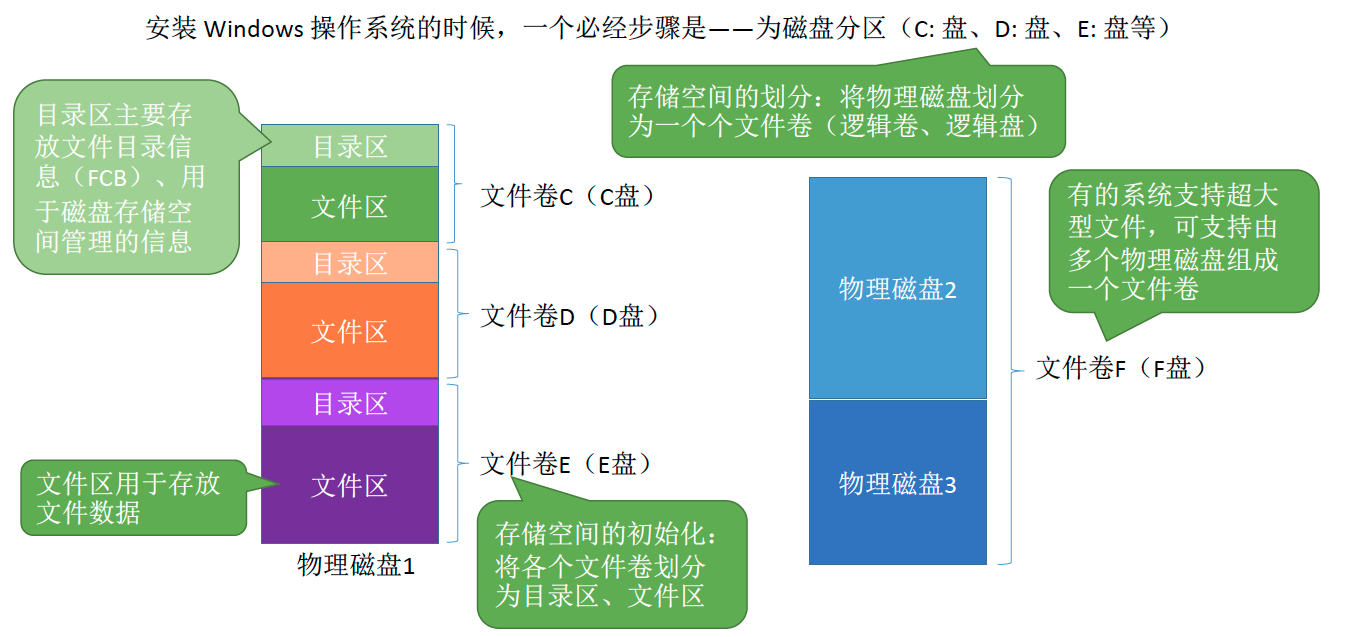 安装 Windows 操作系统的时候，一个必经步骤是——为磁盘分区（C: 盘、D: 盘、E: 盘等）
存储空间的划分：将物理磁盘划分
为一个个文件卷（逻辑卷、逻辑盘）
目录区主要存
放文件目录信
息（FCB）、用
于磁盘存储空
间管理的信息
目录区
文件区
文件卷C（C盘）
目录区
文件区
文件卷D（D盘）
目录区
文件区
文件卷E（E盘）
文件区用于存放
文件数据
物理磁盘1
存储空间的初始化：
将各个文件卷划分
为目录区、文件区
物理磁盘2
物理磁盘3
有的系统支持超大
型文件，可支持由
多个物理磁盘组成
一个文件卷
文件卷F（F盘）